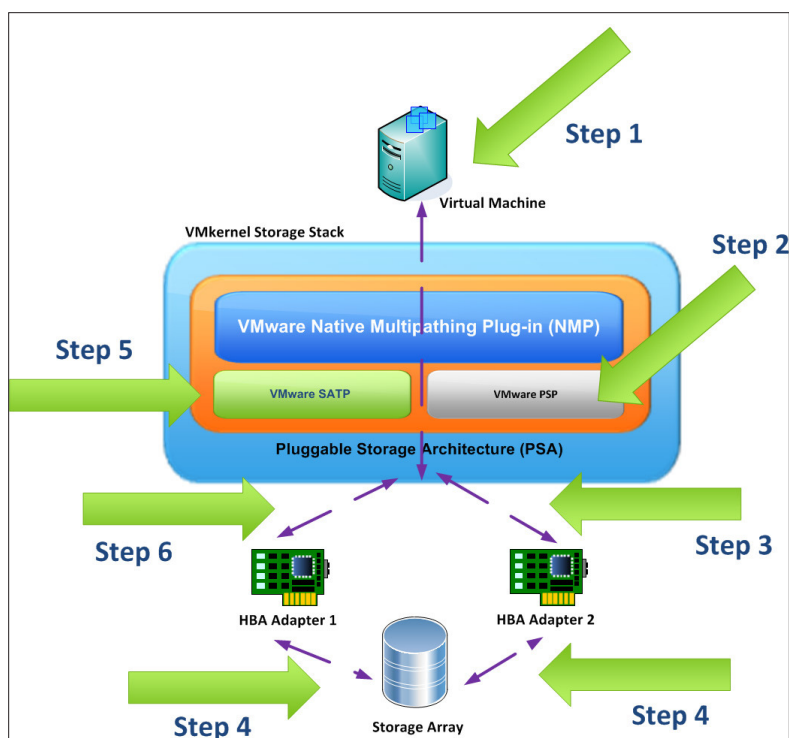 Step 1
Virtual Machine
VMkernel Storage Stack
Step 2
VMware Native Multipathing Plug-in (NMP)
Step 5
VMware SATP
VMware PSP
Pluggable Storage Architecture (PSA)
Step 6
Step 3
HBA Adapter 1
HBA Adapter 2
Step 4
Step 4
Storage Array